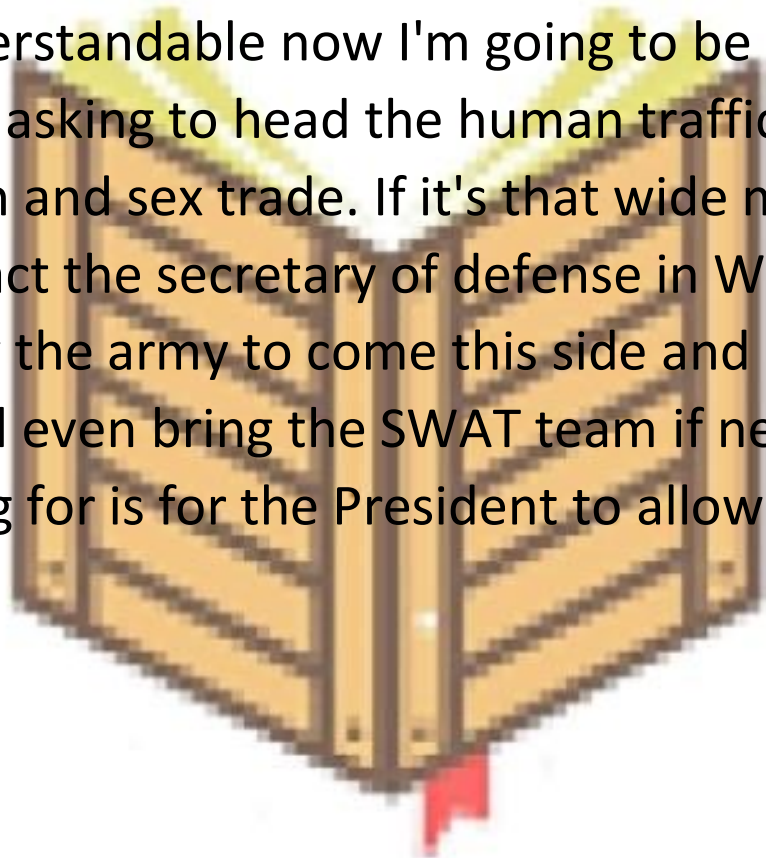 erstandable now I'm going to be
asking to head the human traffic
and sex trade. If it's that wide
ct the secretary of defense in W
the army to come this side and
even bring the SWAT team if ne
g for is for the President to allow